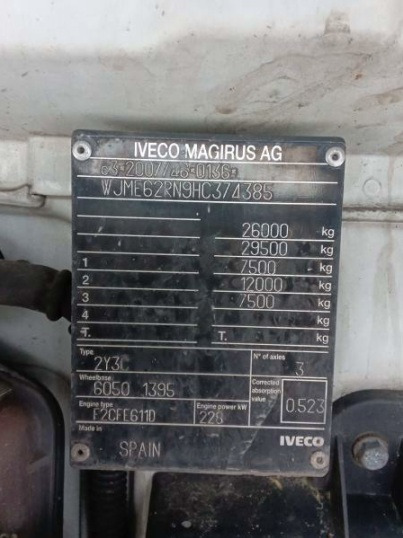 IVECO MAGIRUS AG
e3*2007/46*0136*
WJME62RN9HC374385
26000 kg
29500 kg
1 7500 kg
2 12000 kg
3 7500 kg
4 kg
T. T. kg
Type 2Y3C N° of axles 3
Wheelbase 6050 1395 Corrected absorption value 0.523
Engine type F2CFE611D Engine power kW 228
Made in SPAIN IVECO